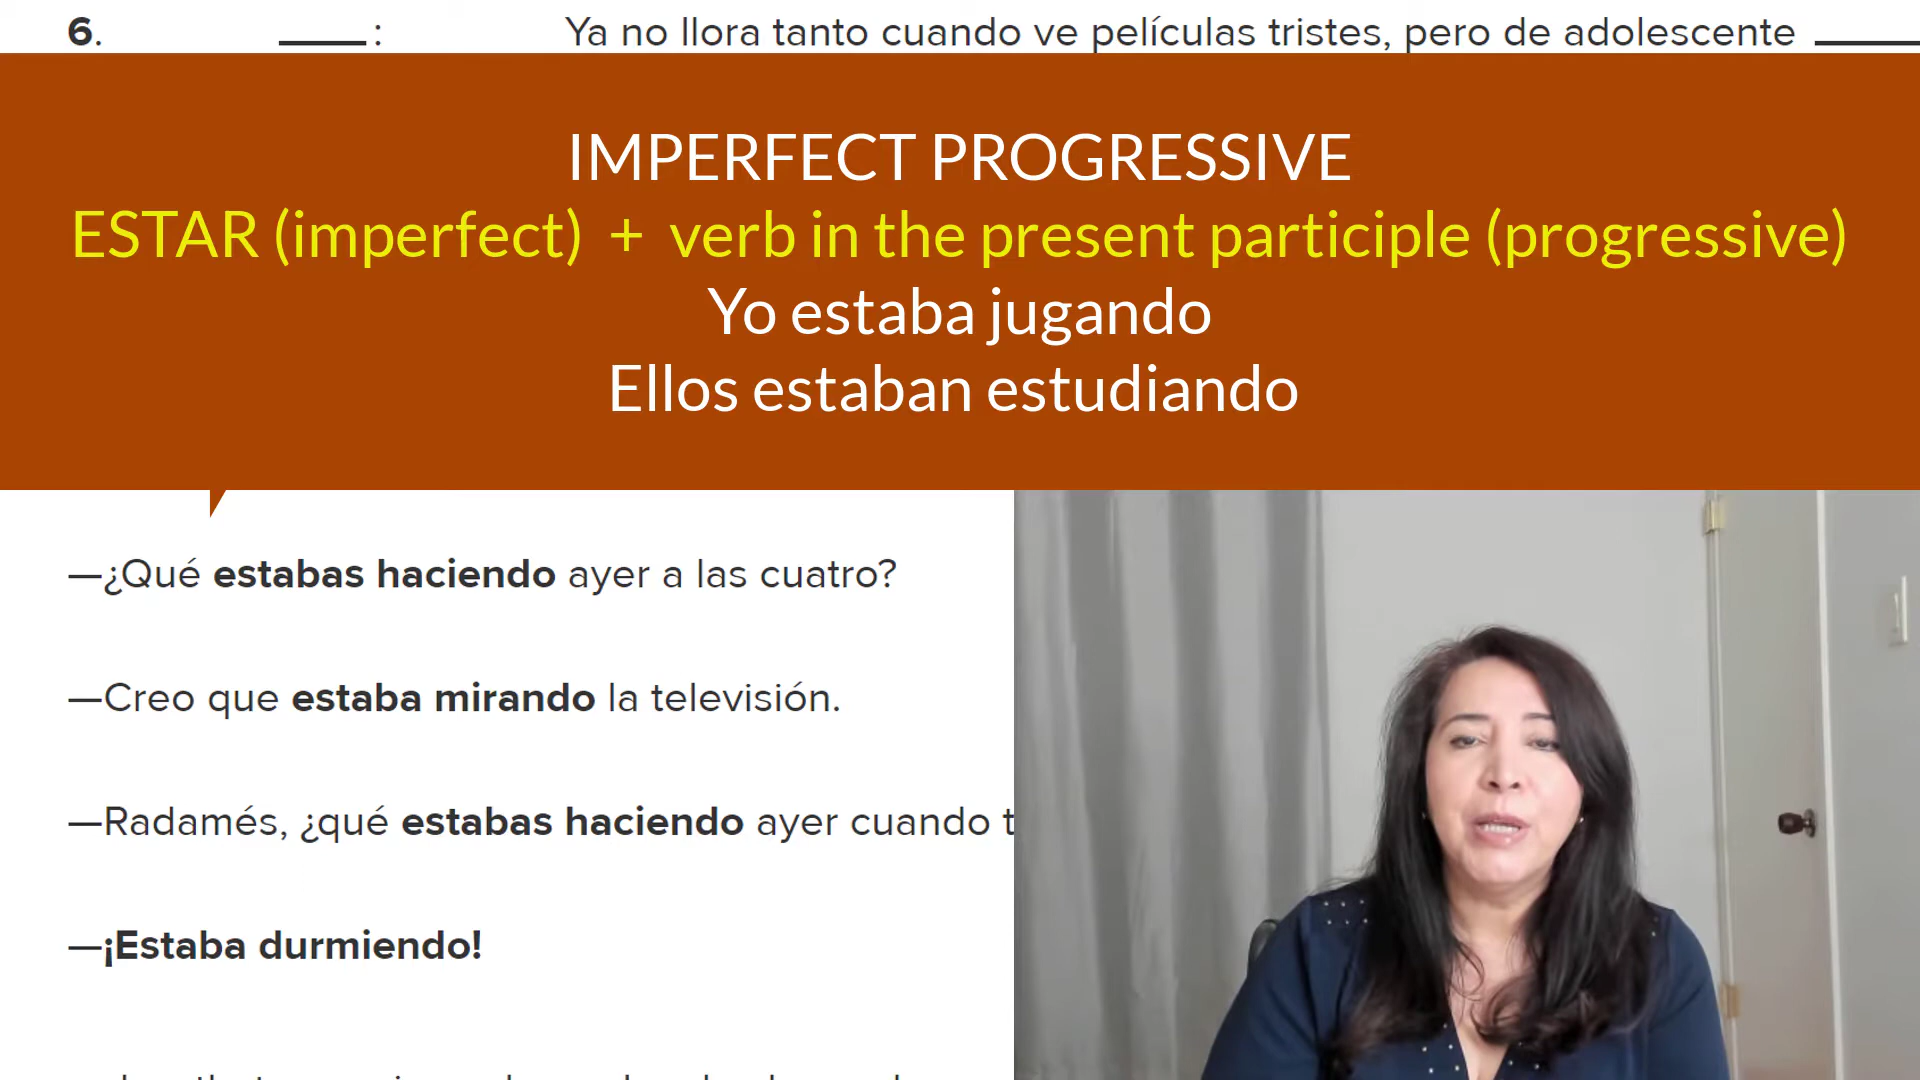 6. ____ : Ya no llora tanto cuando ve películas tristes, pero de adolescente ____
IMPERFECT PROGRESSIVE
ESTAR (imperfect) + verb in the present participle (progressive)
Yo estaba jugando
Ellos estaban estudiando
—¿Qué estabas haciendo ayer a las cuatro?
—Creo que estaba mirando la televisión.
—Radamés, ¿qué estabas haciendo ayer cuando t
—¡Estaba durmiendo!